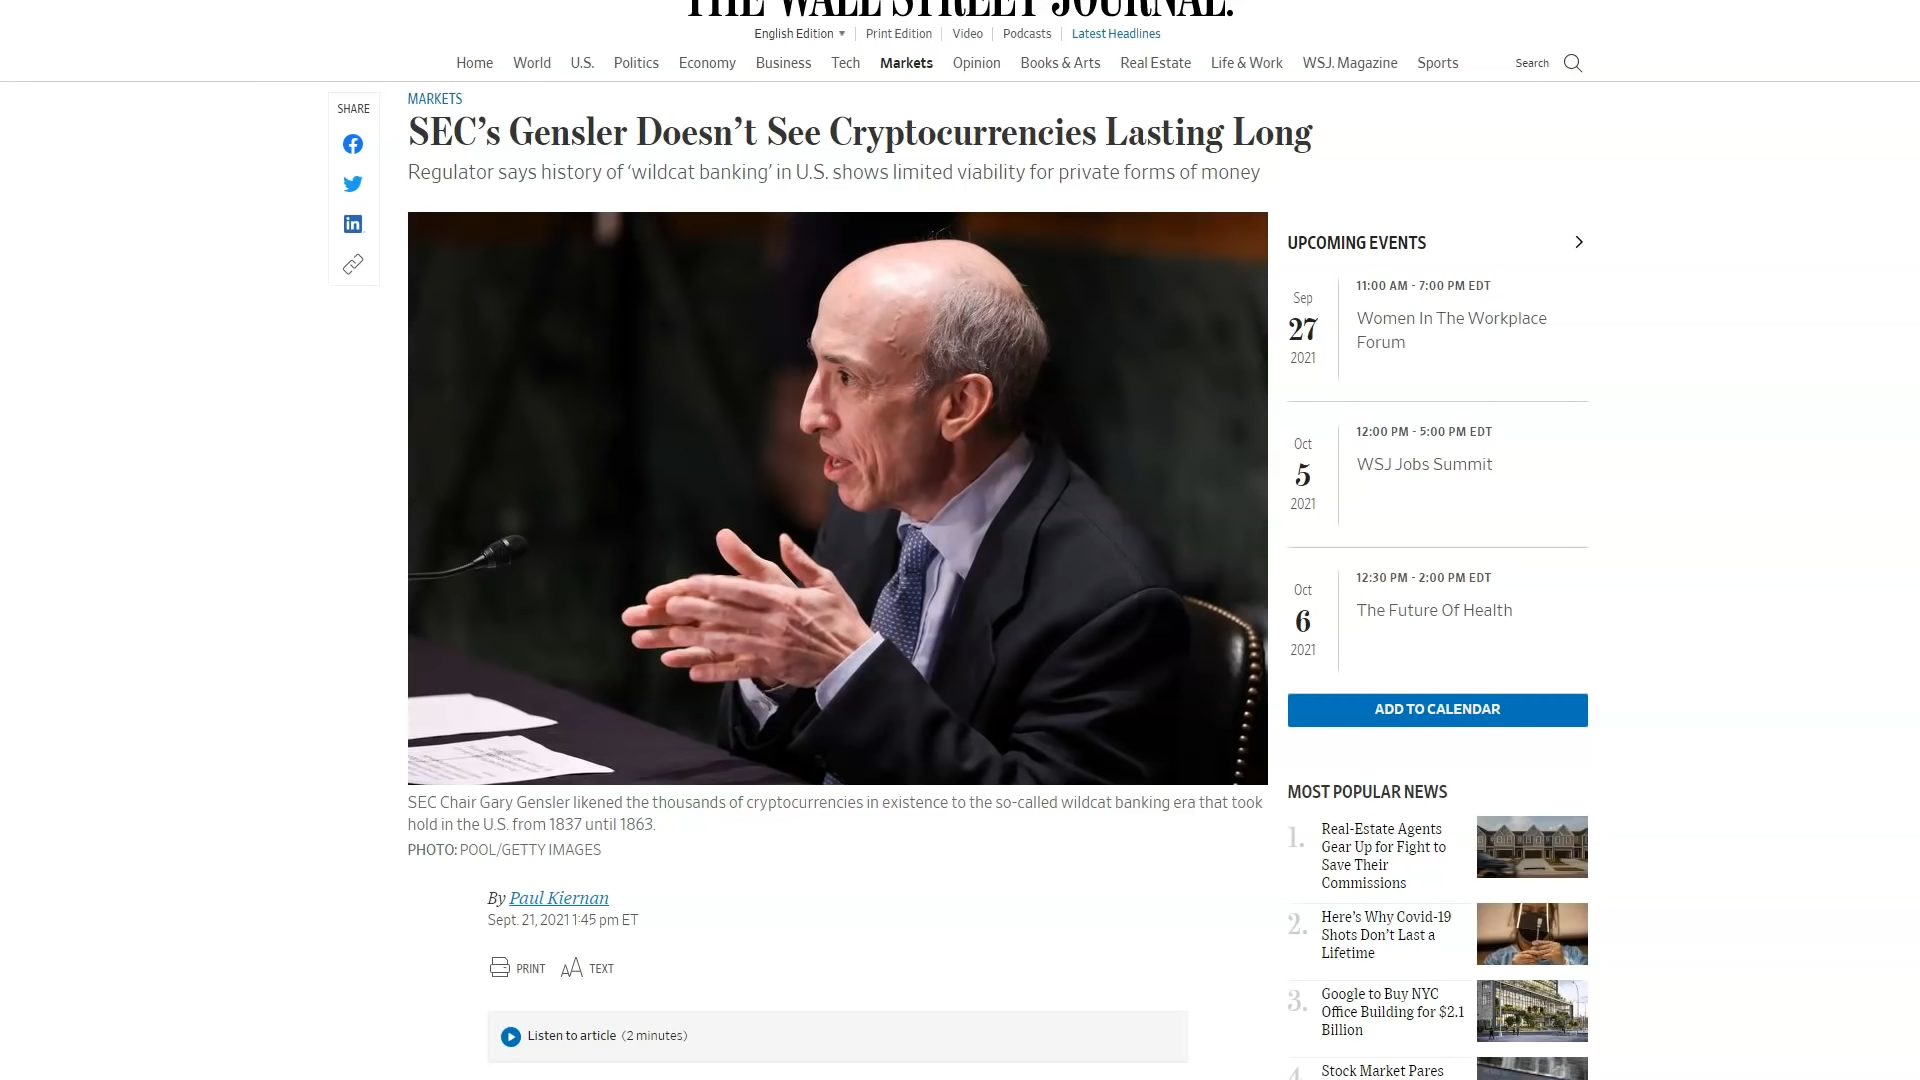 THE WALL STREET JOURNAL.
English Edition ▼ Print Edition Video Podcasts Latest Headlines
Home World U.S. Politics Economy Business Tech Markets Opinion Books & Arts Real Estate Life & Work WSJ. Magazine Sports Search
SHARE
MARKETS
SEC’s Gensler Doesn’t See Cryptocurrencies Lasting Long
Regulator says history of ‘wildcat banking’ in U.S. shows limited viability for private forms of money
SEC Chair Gary Gensler likened the thousands of cryptocurrencies in existence to the so-called wildcat banking era that took
hold in the U.S. from 1837 until 1863.
PHOTO: POOL/GETTY IMAGES
By Paul Kiernan
Sept. 21, 2021 1:45 pm ET
PRINT AA TEXT
Listen to article (2 minutes)
UPCOMING EVENTS
Sep
27
2021
11:00 AM - 7:00 PM EDT
Women In The Workplace
Forum
Oct
5
2021
12:00 PM - 5:00 PM EDT
WSJ Jobs Summit
Oct
6
2021
12:30 PM - 2:00 PM EDT
The Future Of Health
ADD TO CALENDAR
MOST POPULAR NEWS
1.
Real-Estate Agents
Gear Up for Fight to
Save Their
Commissions
2.
Here’s Why Covid-19
Shots Don’t Last a
Lifetime
3.
Google to Buy NYC
Office Building for $2.1
Billion
4.
Stock Market Pares